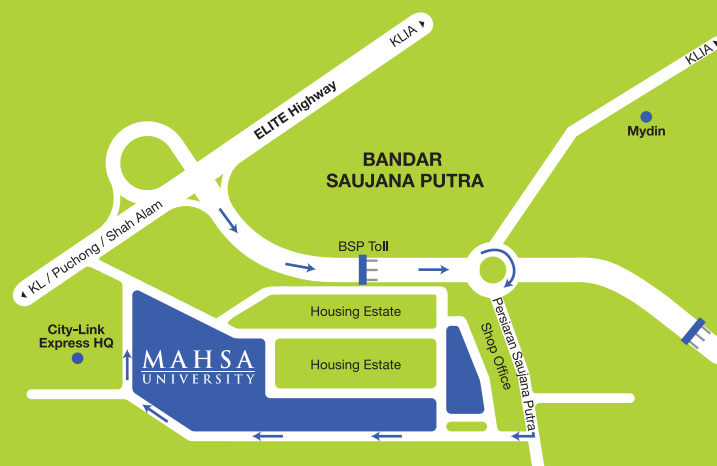 KLIA
KLIA
ELITE Highway
Mydin
BANDAR
SAUJANA PUTRA
KL / Puchong / Shah Alam
BSP Toll
Housing Estate
City-Link
Express HQ
MAHSA
UNIVERSITY
Housing Estate
Persiaran Saujana Putra
Shop Office